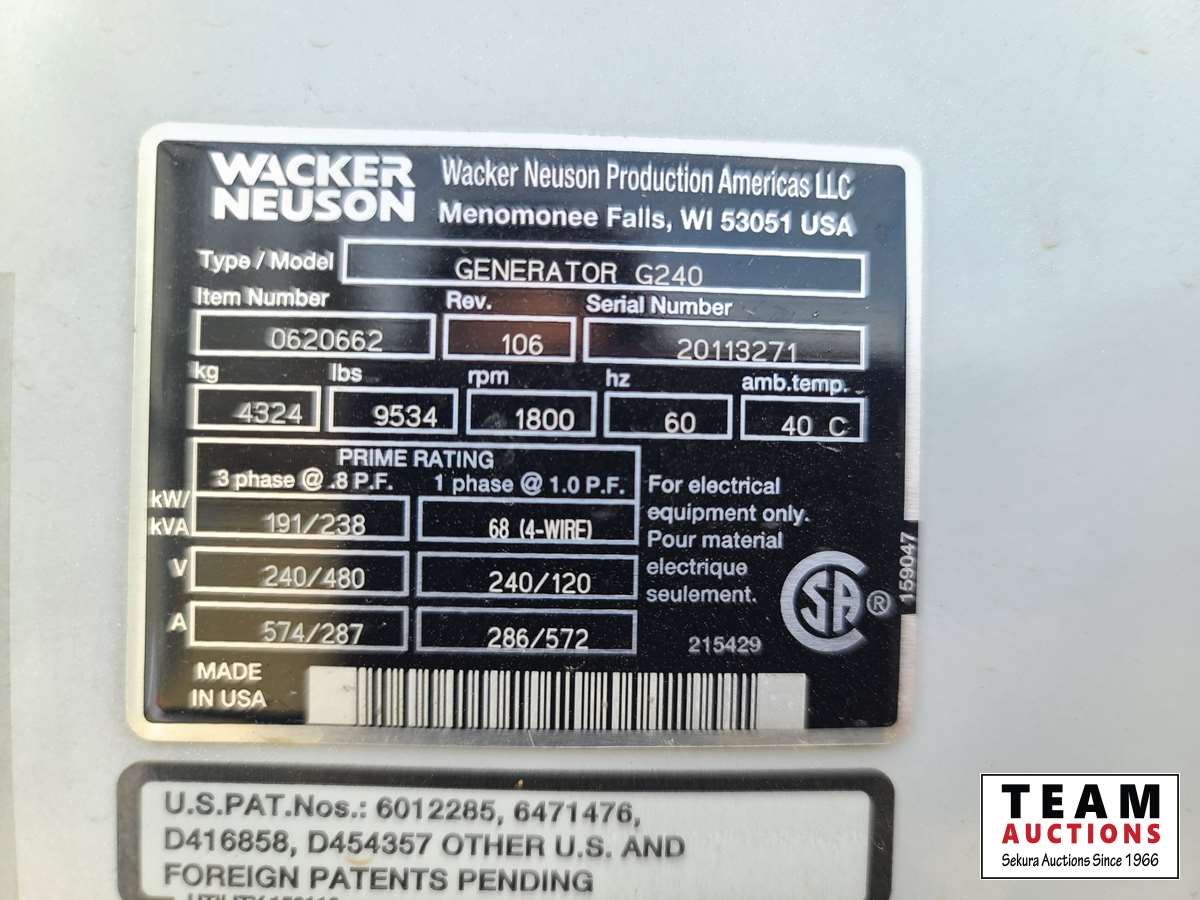 WACKER
NEUSON
Wacker Neuson Production Americas LLC
Menomonee Falls, WI 53051 USA
Type / Model GENERATOR G240
Item Number Rev. Serial Number
0620662 106 20113271
kg lbs rpm hz amb.temp.
4324 9534 1800 60 40 C
PRIME RATING
3 phase @ .8 P.F. 1 phase @ 1.0 P.F.
kW/
kVA 191/238 68 (4-WIRE)
V 240/480 240/120
A 574/287 286/572
For electrical
equipment only.
Pour material
electrique
seulement.
CSA ®
159047
215429
MADE
IN USA
U.S.PAT.Nos.: 6012285, 6471476,
D416858, D454357 OTHER U.S. AND
FOREIGN PATENTS PENDING
TEAM
AUCTIONS
Sekura Auctions Since 1966